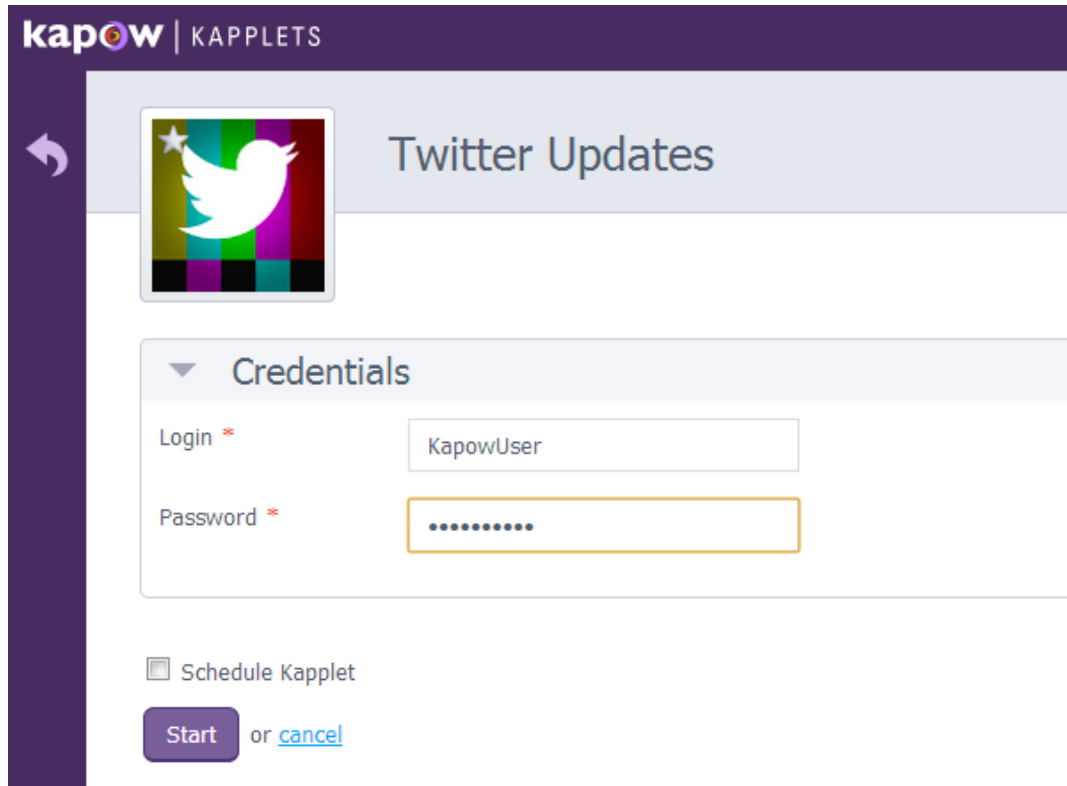 kapow | KAPPLETS
Twitter Updates
Credentials
Login *
KapowUser
Password *
••••••••••
Schedule Kapplet
Start or cancel